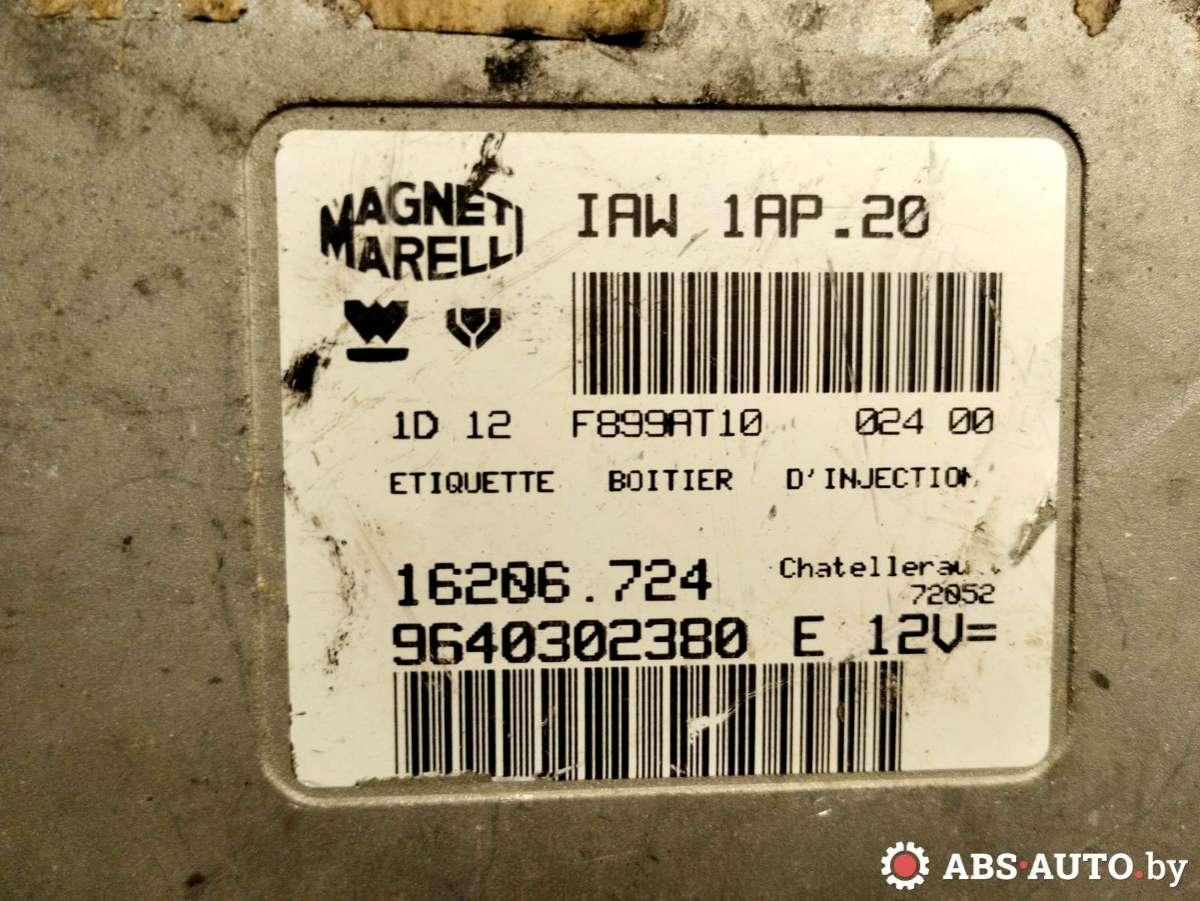 MAGNETI
MARELLI
IAW 1AP.20
1D 12 F899AT10 024 00
ETIQUETTE BOITIER D'INJECTION
16206.724
Chatellerault
72052
9640302380 E 12V=
ABS-AUTO.by